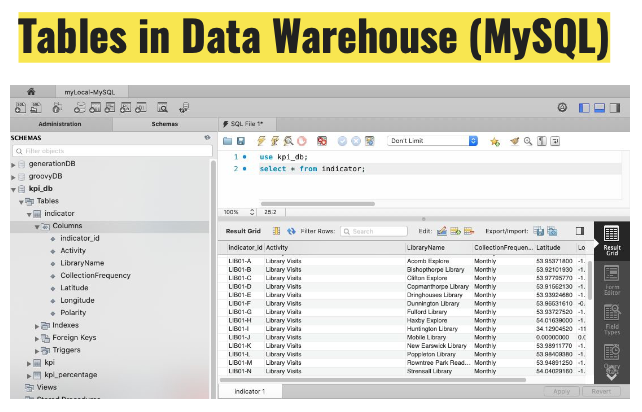 Tables in Data Warehouse (MySQL)
myLocal-MySQL
Administration
Schemas
SQL File 1*
SCHEMAS
Filter objects
generationDB
groovyDB
kpi_db
Tables
indicator
Columns
indicator_id
Activity
LibraryName
CollectionFrequency
Latitude
Longitude
Polarity
Indexes
Foreign Keys
Triggers
kpi
kpi_percentage
Views
Stored Procedures
Don't Limit
1 use kpi_db;
2 select * from indicator;
100% 25:2
Result Grid Filter Rows: Search Edit: Export/Import:
indicator_id Activity LibraryName CollectionFrequen... Latitude Lo
LIB01-A Library Visits Acomb Explore Monthly 53.95371800 -1.
LIB01-B Library Visits Bishopthorpe Library Monthly 53.92101930 -1.
LIB01-C Library Visits Clifton Explore Monthly 53.97795770 -1.
LIB01-D Library Visits Copmanthorpe Library Monthly 53.91562130 -1.
LIB01-E Library Visits Dringhouses Library Monthly 53.93924660 -1.
LIB01-F Library Visits Dunnington Library Monthly 53.96631610 -0.
LIB01-G Library Visits Fulford Library Monthly 53.93727520 -1.
LIB01-H Library Visits Haxby Explore Monthly 54.01639000 -1.
LIB01-I Library Visits Huntington Library Monthly 34.12904520 -11
LIB01-J Library Visits Mobile Library Monthly 0.00000000 0.0
LIB01-K Library Visits New Earswick Library Monthly 53.98911770 -1.
LIB01-L Library Visits Poppleton Library Monthly 53.98408380 -1.
LIB01-M Library Visits Rowntree Park Read... Monthly 53.94891250 -1.
LIB01-N Library Visits Strensall Library Monthly 54.04029160 -1.
Result
Grid
Form
Editor
Field
Types
indicator 1
Apply
Revert